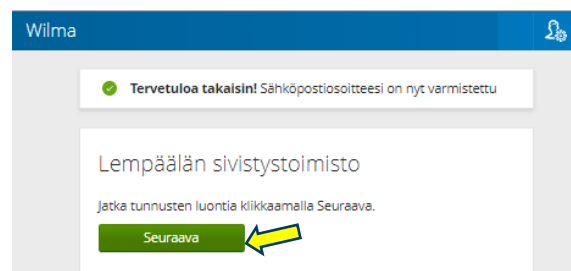 Wilma
Tervetuloa takaisin! Sähköpostiosoitteesi on nyt varmistettu
Lempäälän sivistystoimisto
Jatka tunnusten luontia klikkaamalla Seuraava.
Seuraava